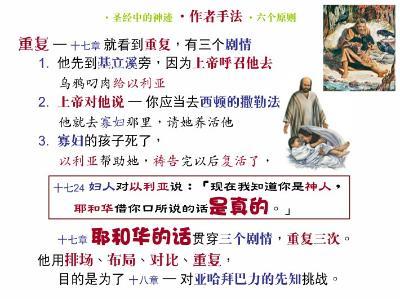 ·圣经中的神迹 ·作者手法 ·六个原则
重复 — 十七章 就看到重复，有三个剧情
1. 他先到基立溪旁，因为上帝呼召他去
乌鸦叼肉给以利亚
2. 上帝对他说 — 你应当去西顿的撒勒法
他就去寡妇那里，请她养活他
3. 寡妇的孩子死了，
以利亚帮助她，祷告完以后复活了，
十七24 妇人对以利亚说：「现在我知道你是神人，
耶和华借你口所说的话是真的。」
十七章 耶和华的话贯穿三个剧情，重复三次。
他用排场、布局、对比、重复，
目的是为了 十八章 — 对亚哈拜巴力的先知挑战。